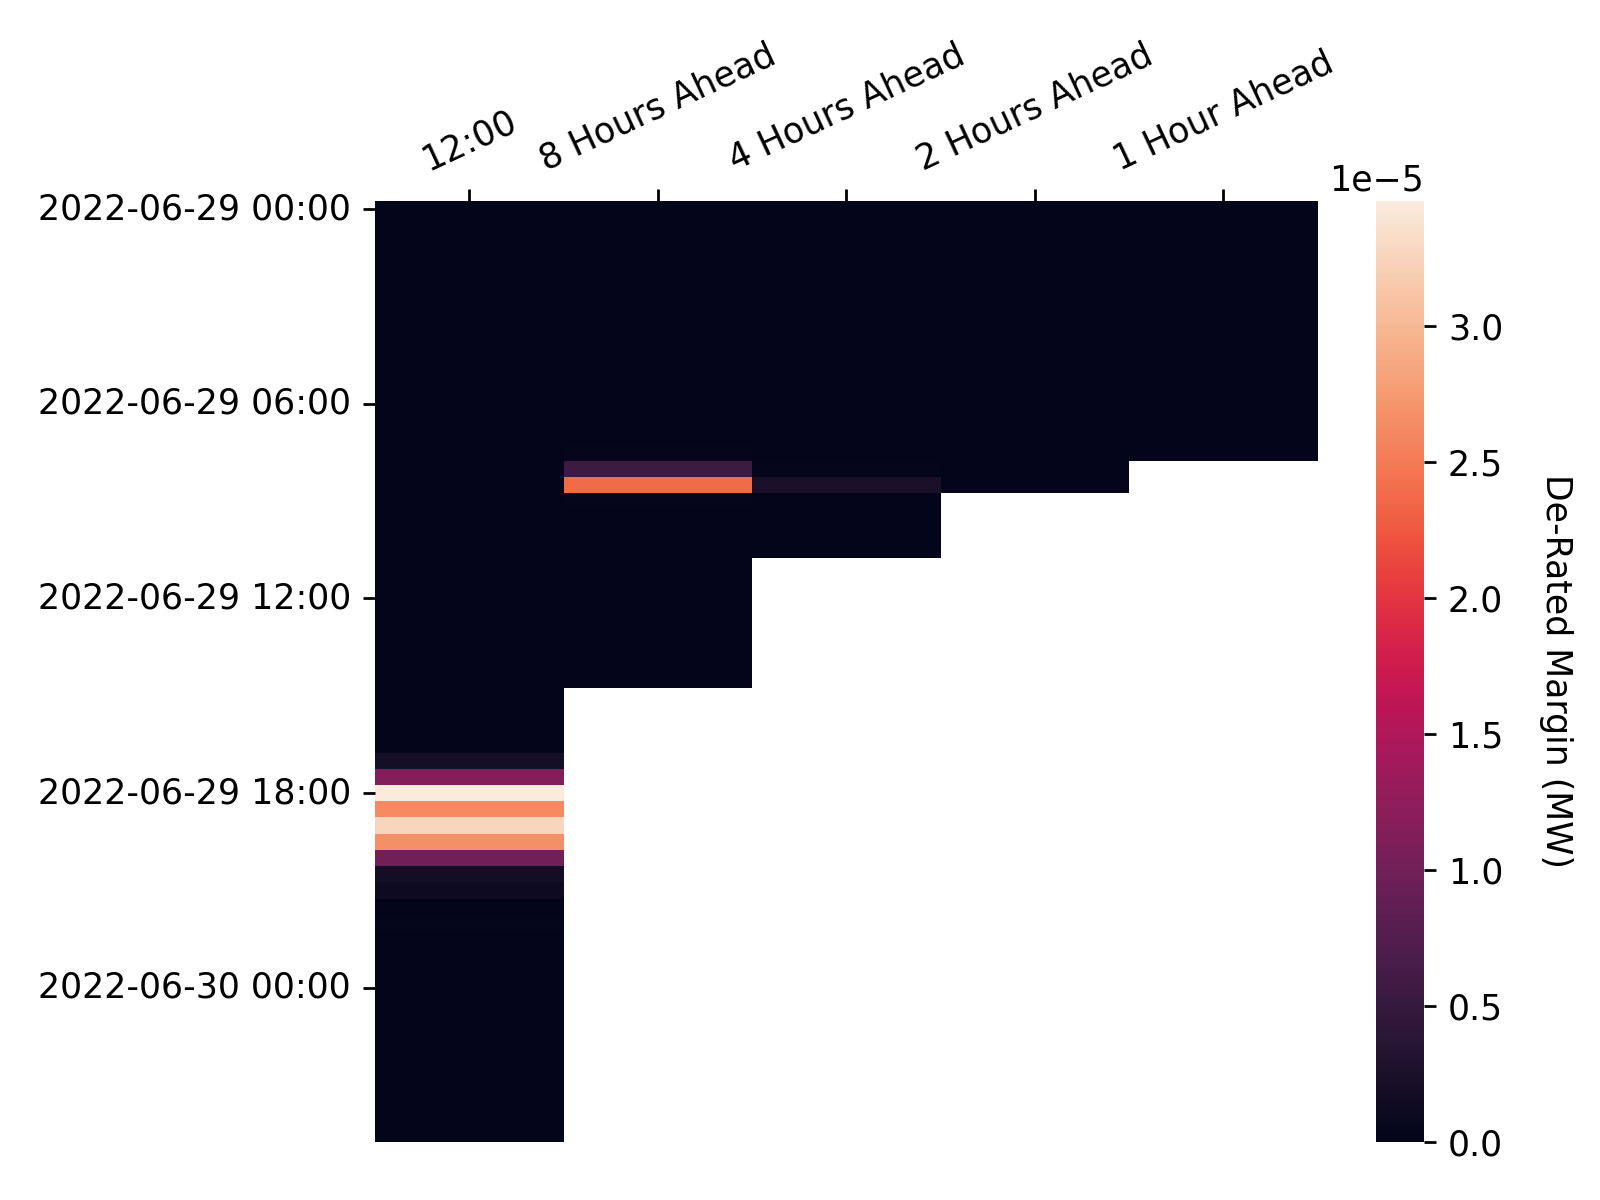 12:00
8 Hours Ahead
4 Hours Ahead
2 Hours Ahead
1 Hour Ahead
1e−5
2022-06-29 00:00
2022-06-29 06:00
2022-06-29 12:00
2022-06-29 18:00
2022-06-30 00:00
3.0
2.5
2.0
1.5
1.0
0.5
0.0
De-Rated Margin (MW)